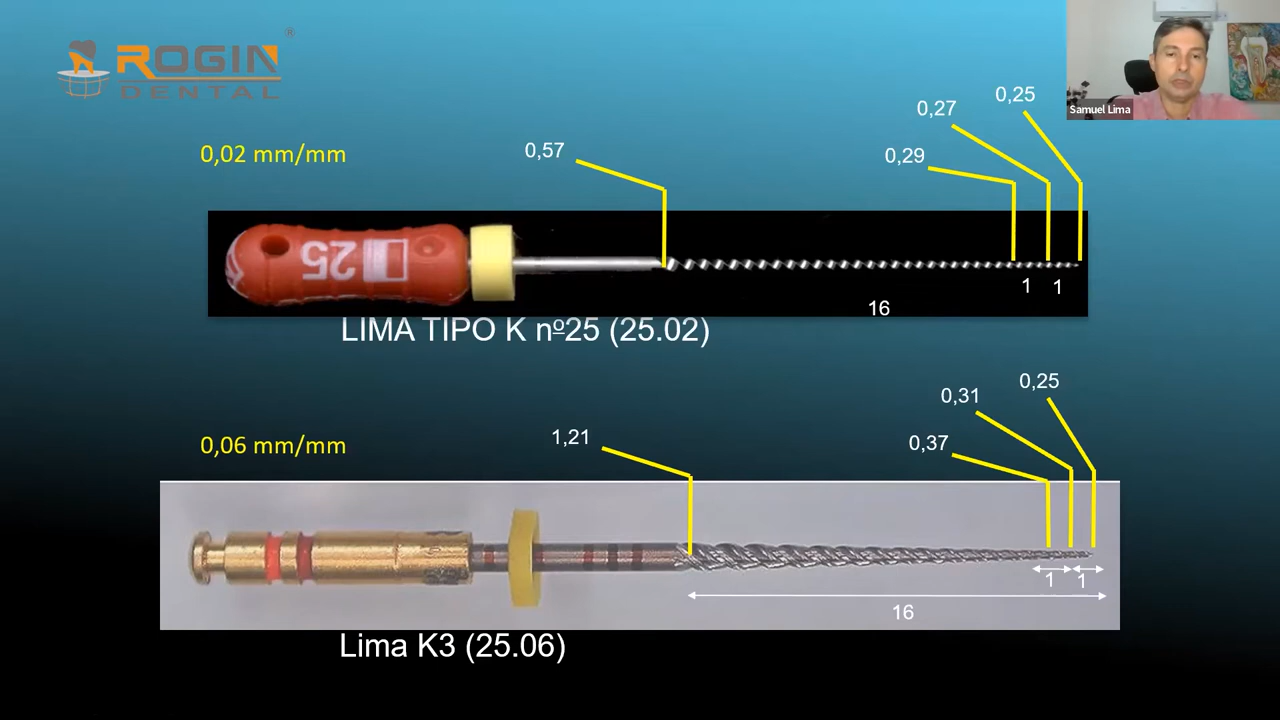 ROGIN®
DENTAL
Samuel Lima
0,02 mm/mm
0,57
0,29
0,27
0,25
25
1
1
16
LIMA TIPO K nº25 (25.02)
0,06 mm/mm
1,21
0,37
0,31
0,25
1
1
16
Lima K3 (25.06)